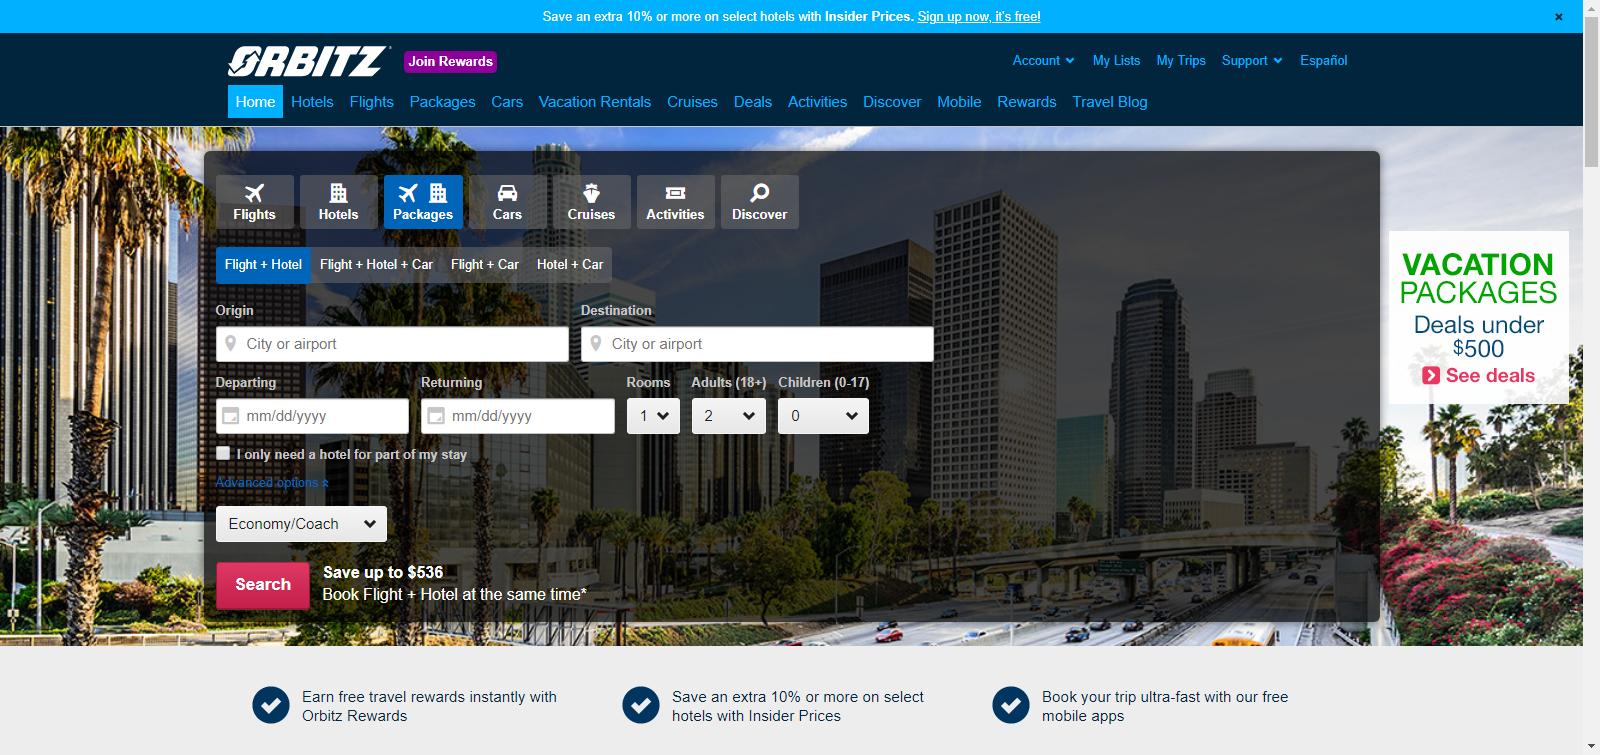 Save an extra 10% or more on select hotels with Insider Prices. Sign up now, it's free!
×
ORBITZ
Join Rewards
Account
My Lists
My Trips
Support
Español
Home
Hotels
Flights
Packages
Cars
Vacation Rentals
Cruises
Deals
Activities
Discover
Mobile
Rewards
Travel Blog
Flights
Hotels
Packages
Cars
Cruises
Activities
Discover
Flight + Hotel
Flight + Hotel + Car
Flight + Car
Hotel + Car
Origin
Destination
City or airport
City or airport
Departing
Returning
Rooms
Adults (18+)
Children (0-17)
mm/dd/yyyy
mm/dd/yyyy
1
2
0
I only need a hotel for part of my stay
Advanced options
Economy/Coach
Search
Save up to $536
Book Flight + Hotel at the same time*
VACATION
PACKAGES
Deals under
$500
See deals
Earn free travel rewards instantly with
Orbitz Rewards
Save an extra 10% or more on select
hotels with Insider Prices
Book your trip ultra-fast with our free
mobile apps